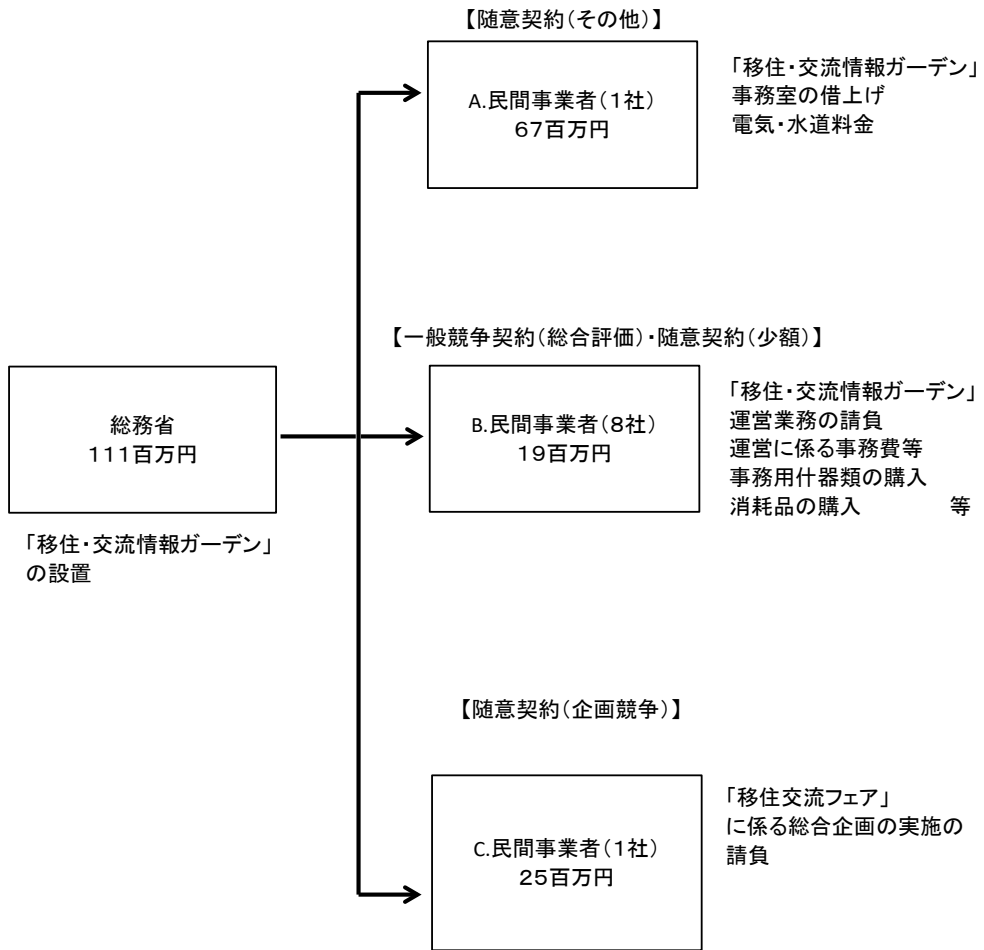 【随意契約(その他)】
A.民間事業者(1社)
67百万円
「移住・交流情報ガーデン」
事務室の借上げ
電気・水道料金
【一般競争契約(総合評価)・随意契約(少額)】
総務省
111百万円
「移住・交流情報ガーデン」
の設置
B.民間事業者(8社)
19百万円
「移住・交流情報ガーデン」
運営業務の請負
運営に係る事務費等
事務用什器類の購入
消耗品の購入　　　　等
【随意契約(企画競争)】
C.民間事業者(1社)
25百万円
「移住交流フェア」
に係る総合企画の実施の
請負